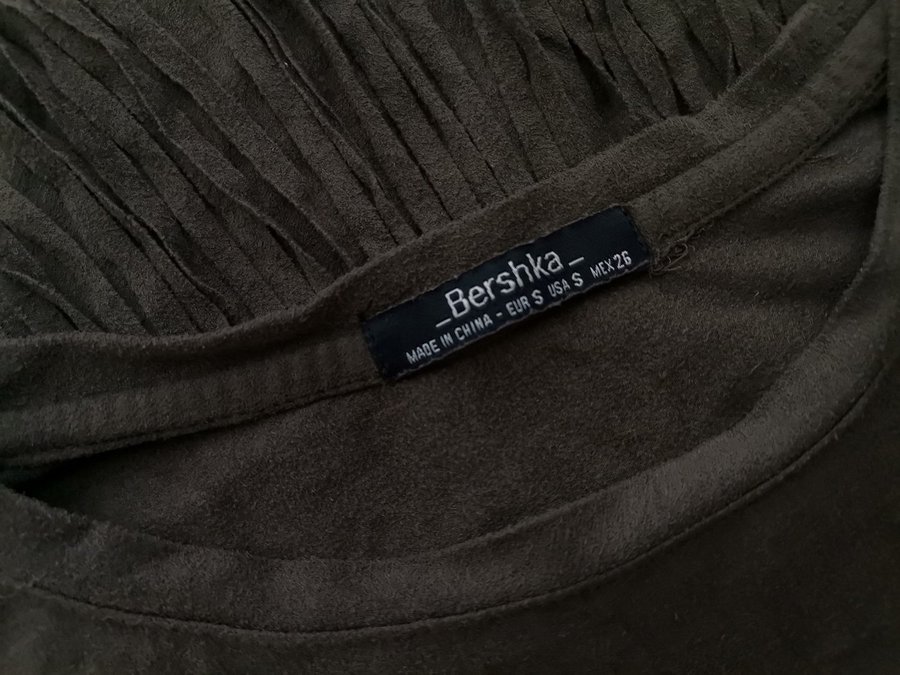 _Bershka_
MADE IN CHINA - EUR S USA S MEX 26